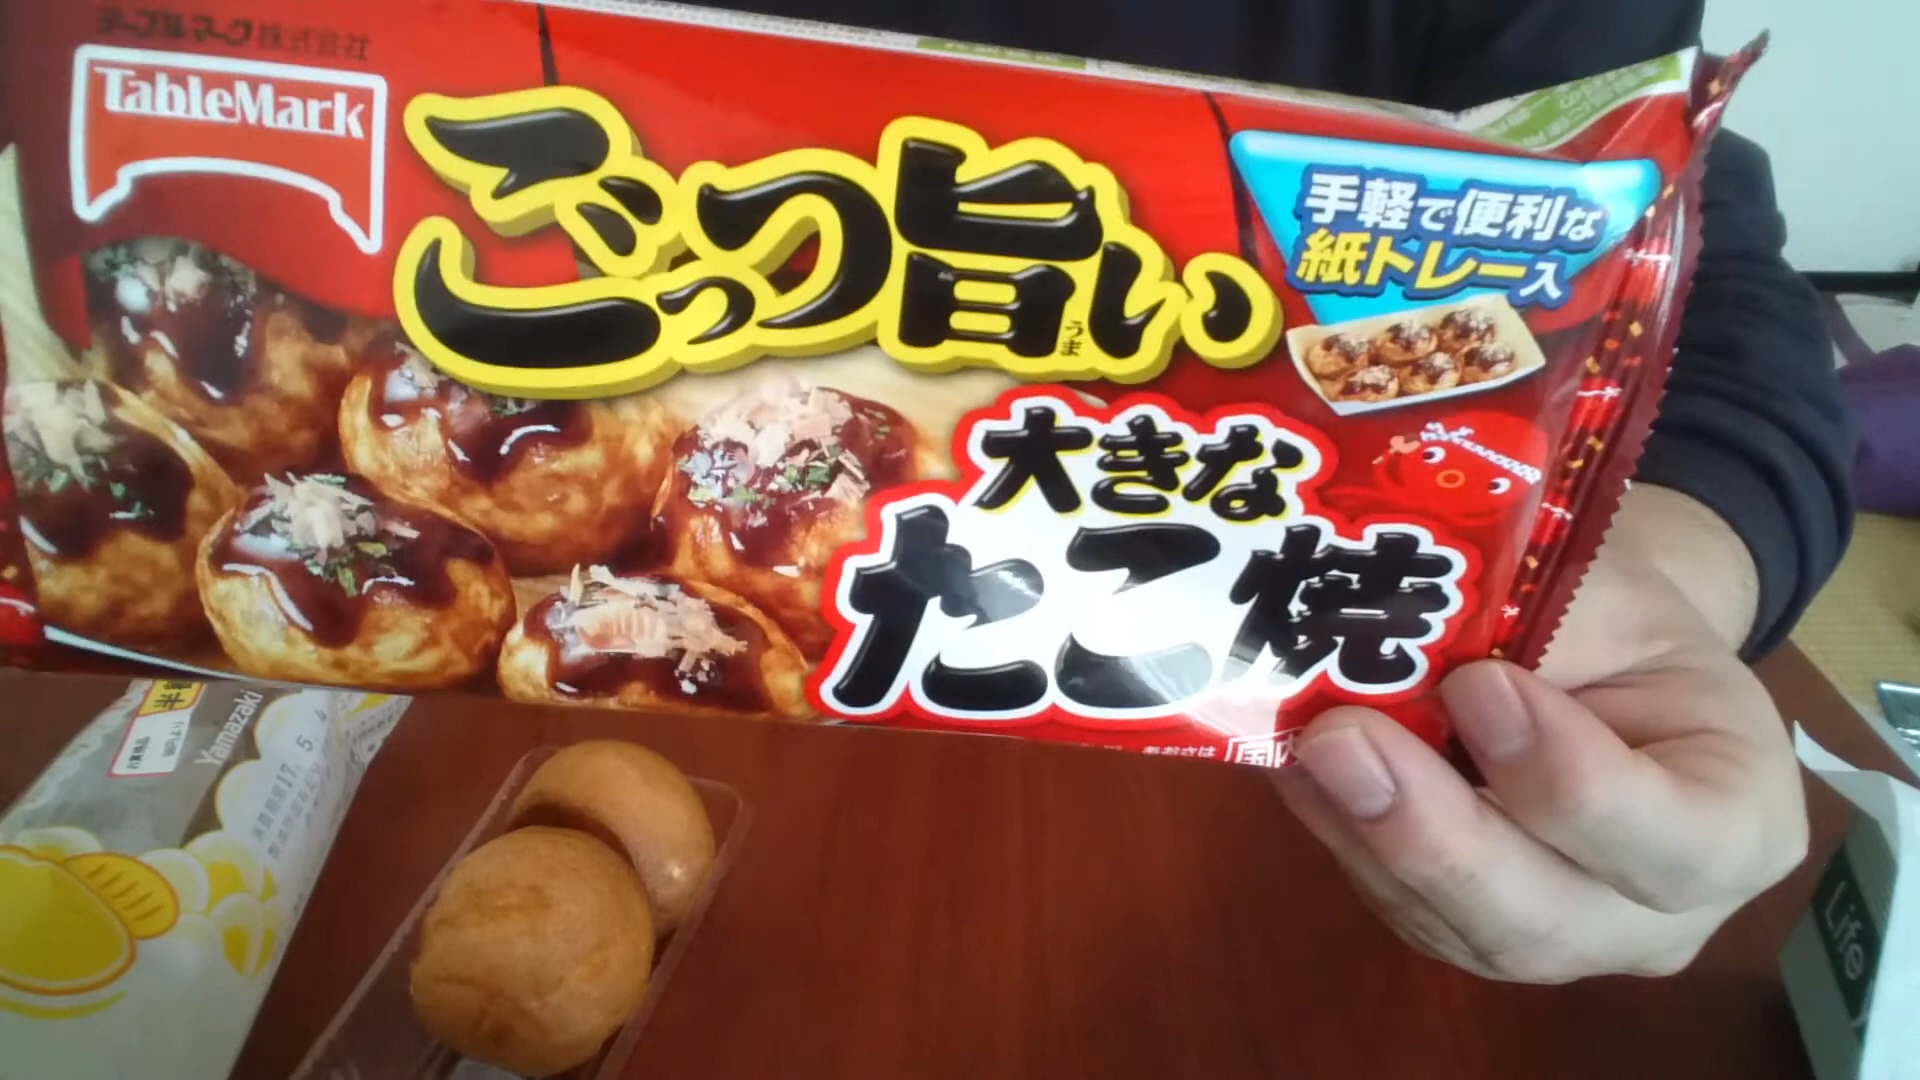 テーブルマーク株式会社
TableMark
ごっつ旨い
うま
手軽で便利な
紙トレー入
大きな
たこ焼
Yamazaki
Life